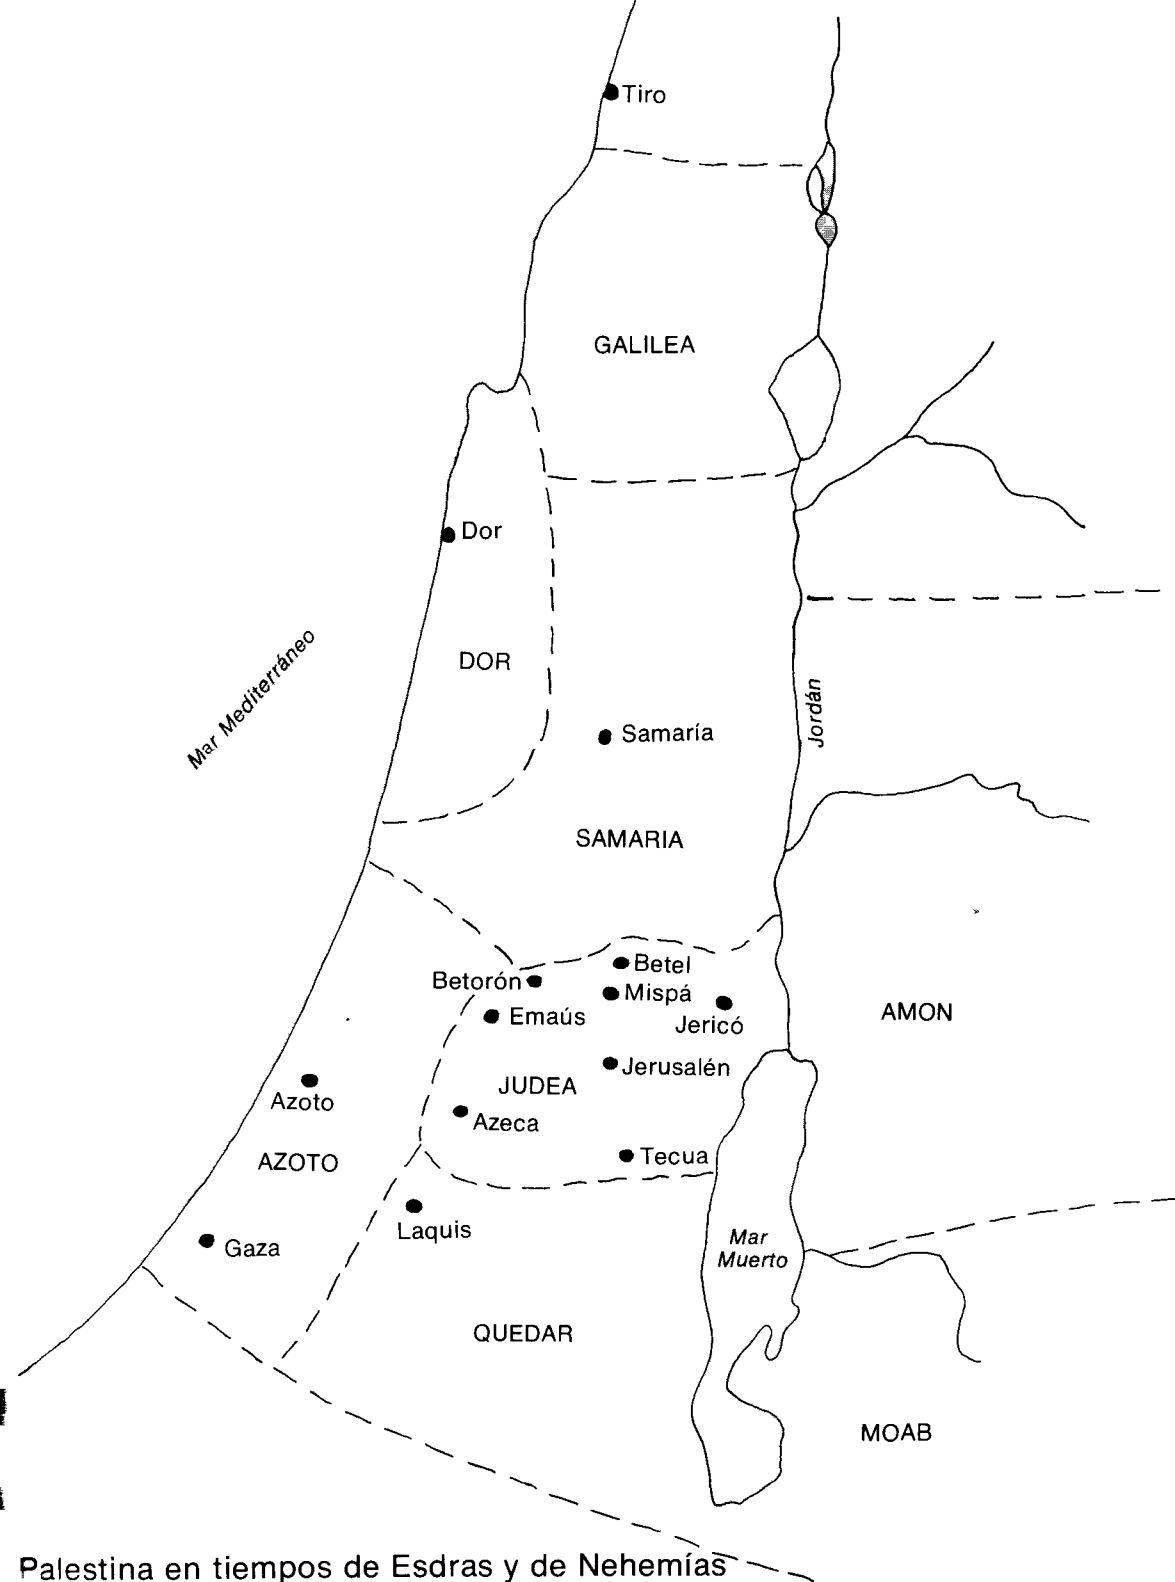 Tiro
GALILEA
Dor
Mar Mediterráneo
DOR
Jordán
Samaría
SAMARIA
Betel
Betorón
Mispá
Emaús
Jericó
AMON
Jerusalén
JUDEA
Azoto
Azeca
AZOTO
Tecua
Laquis
Gaza
Mar
Muerto
QUEDAR
MOAB
Palestina en tiempos de Esdras y de Nehemías